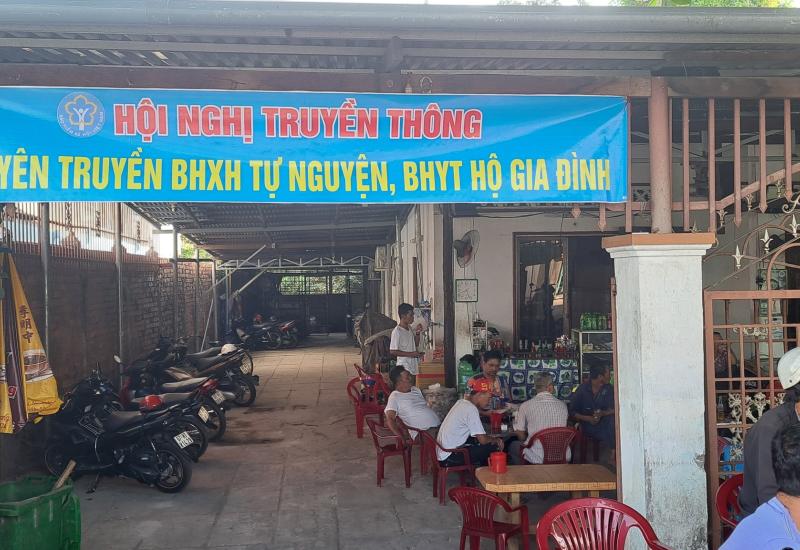 HỘI NGHỊ TRUYỀN THÔNG
YÊN TRUYỀN BHXH TỰ NGUYỆN, BHYT HỘ GIA ĐÌNH